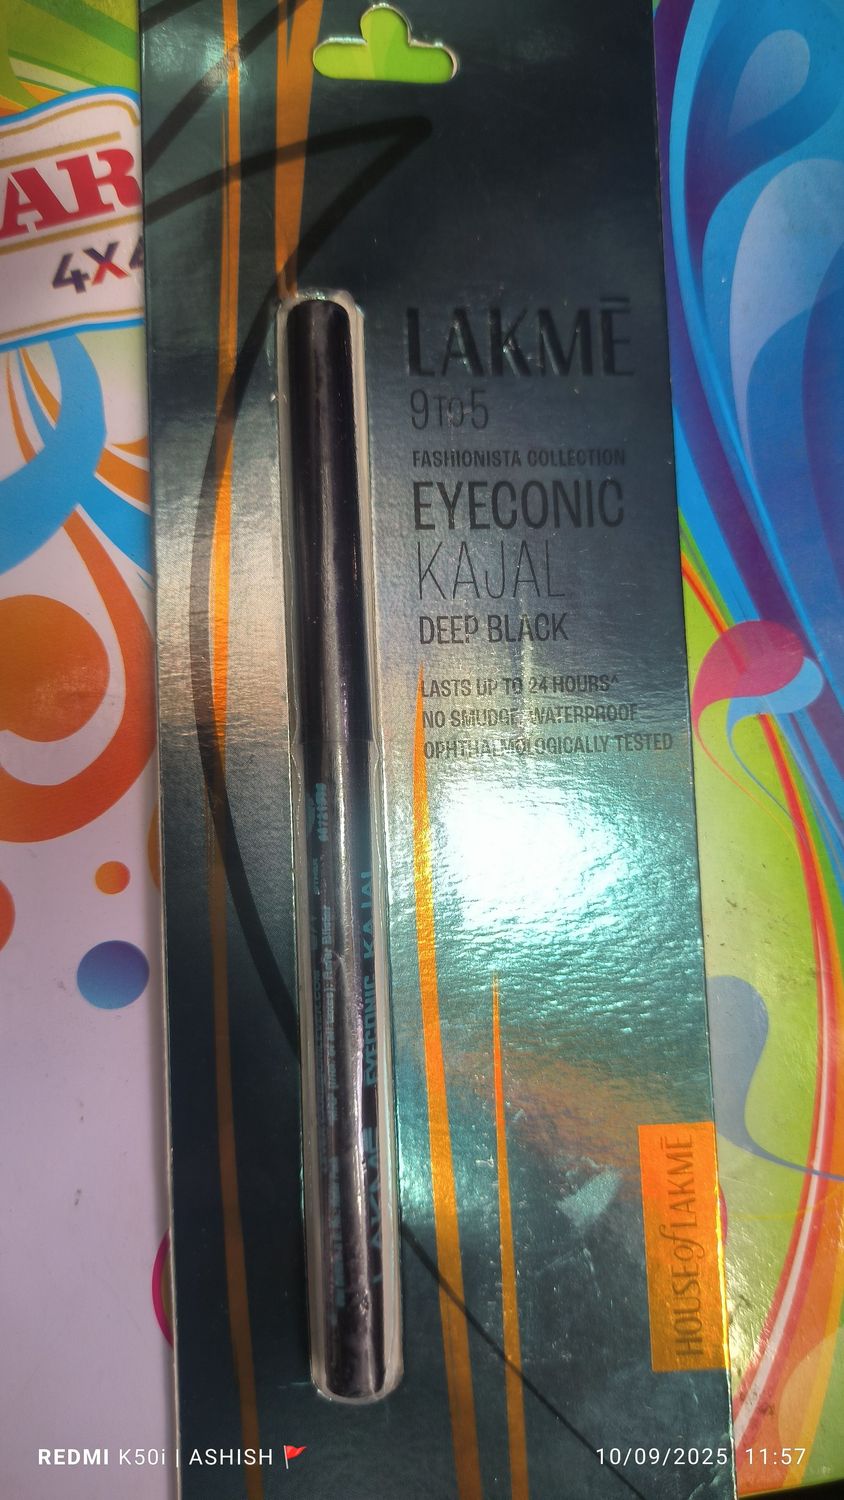 AR
4X4
LAKMĒ
9TO5
FASHIONISTA COLLECTION
EYECONIC
KAJAL
DEEP BLACK
LASTS UP TO 24 HOURS^
NO SMUDGE, WATERPROOF
OPHTHALMOLOGICALLY TESTED
LAKMĒ EYECONIC KAJAL
HOUSE of LAKMĒ
REDMI K50i | ASHISH 🚩
10/09/2025 11:57